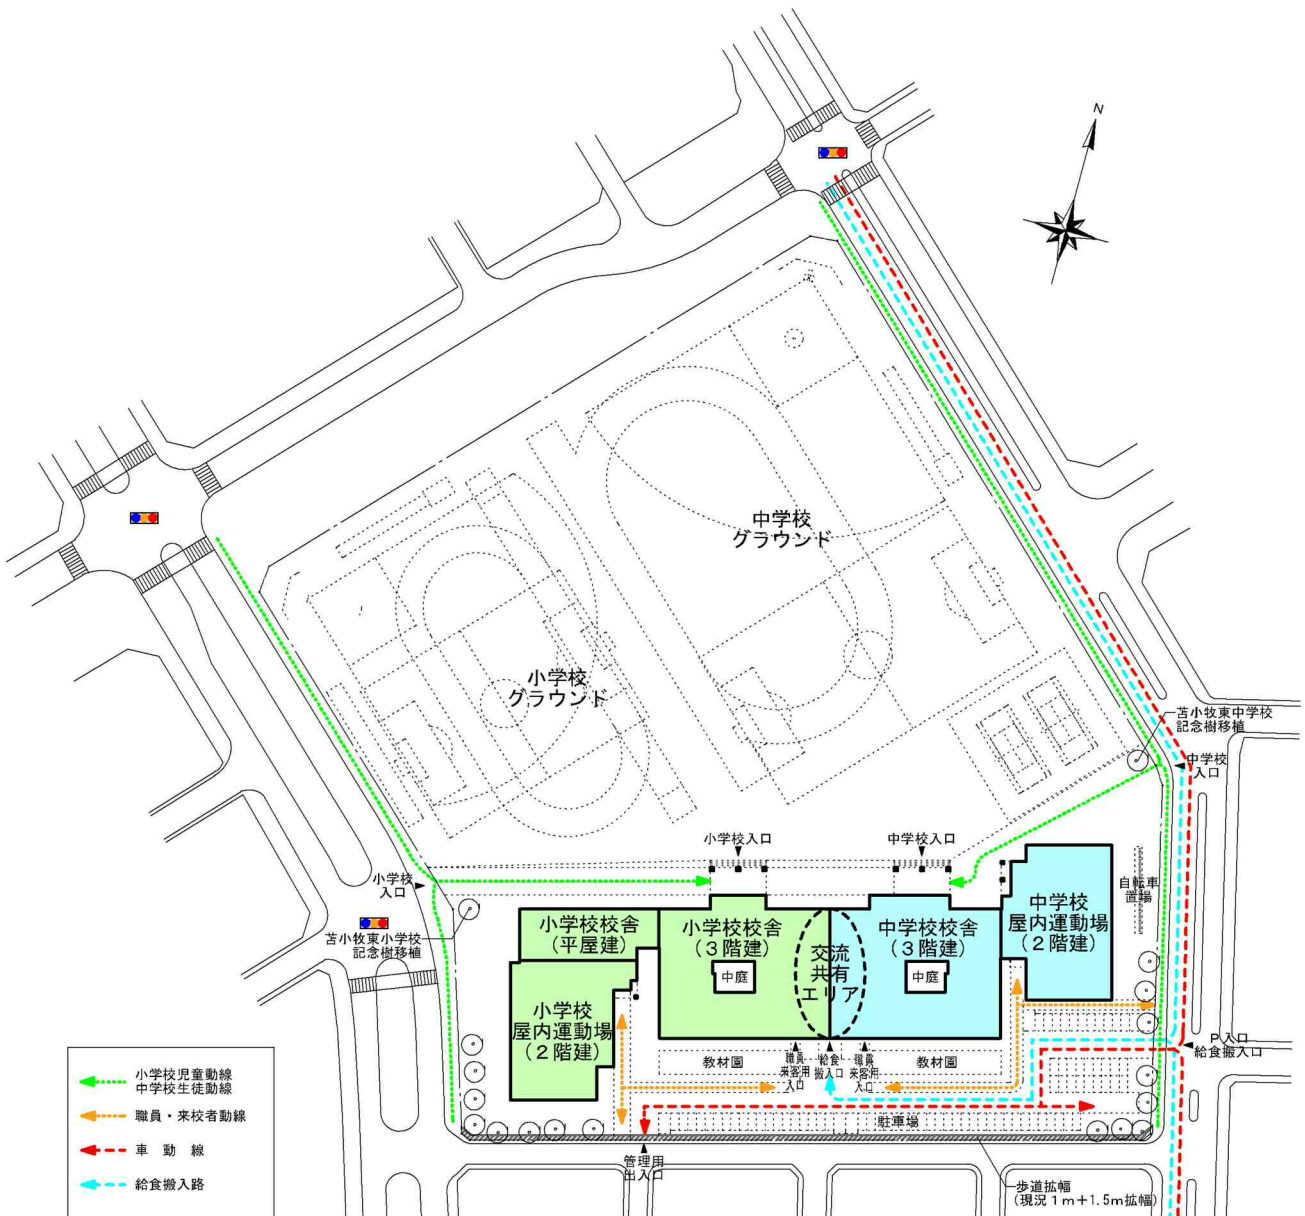 N
中学校
グラウンド
小学校
グラウンド
苫小牧東中学校
記念樹移植
中学校
入口
小学校入口
中学校入口
小学校
入口
自転車
置場
苫小牧東小学校
記念樹移植
小学校校舎
(平屋建)
小学校校舎
(3階建)
中庭
交流
共有
エリア
中学校校舎
(3階建)
中庭
中学校
屋内運動場
(2階建)
小学校
屋内運動場
(2階建)
教材園
職員
来客用
入口
給食
搬入口
職員
来客用
入口
教材園
P入口
給食搬入口
駐車場
管理用
出入口
歩道拡幅
(現況1m+1.5m拡幅)
小学校児童動線
中学校生徒動線
職員・来校者動線
車 動 線
給食搬入路